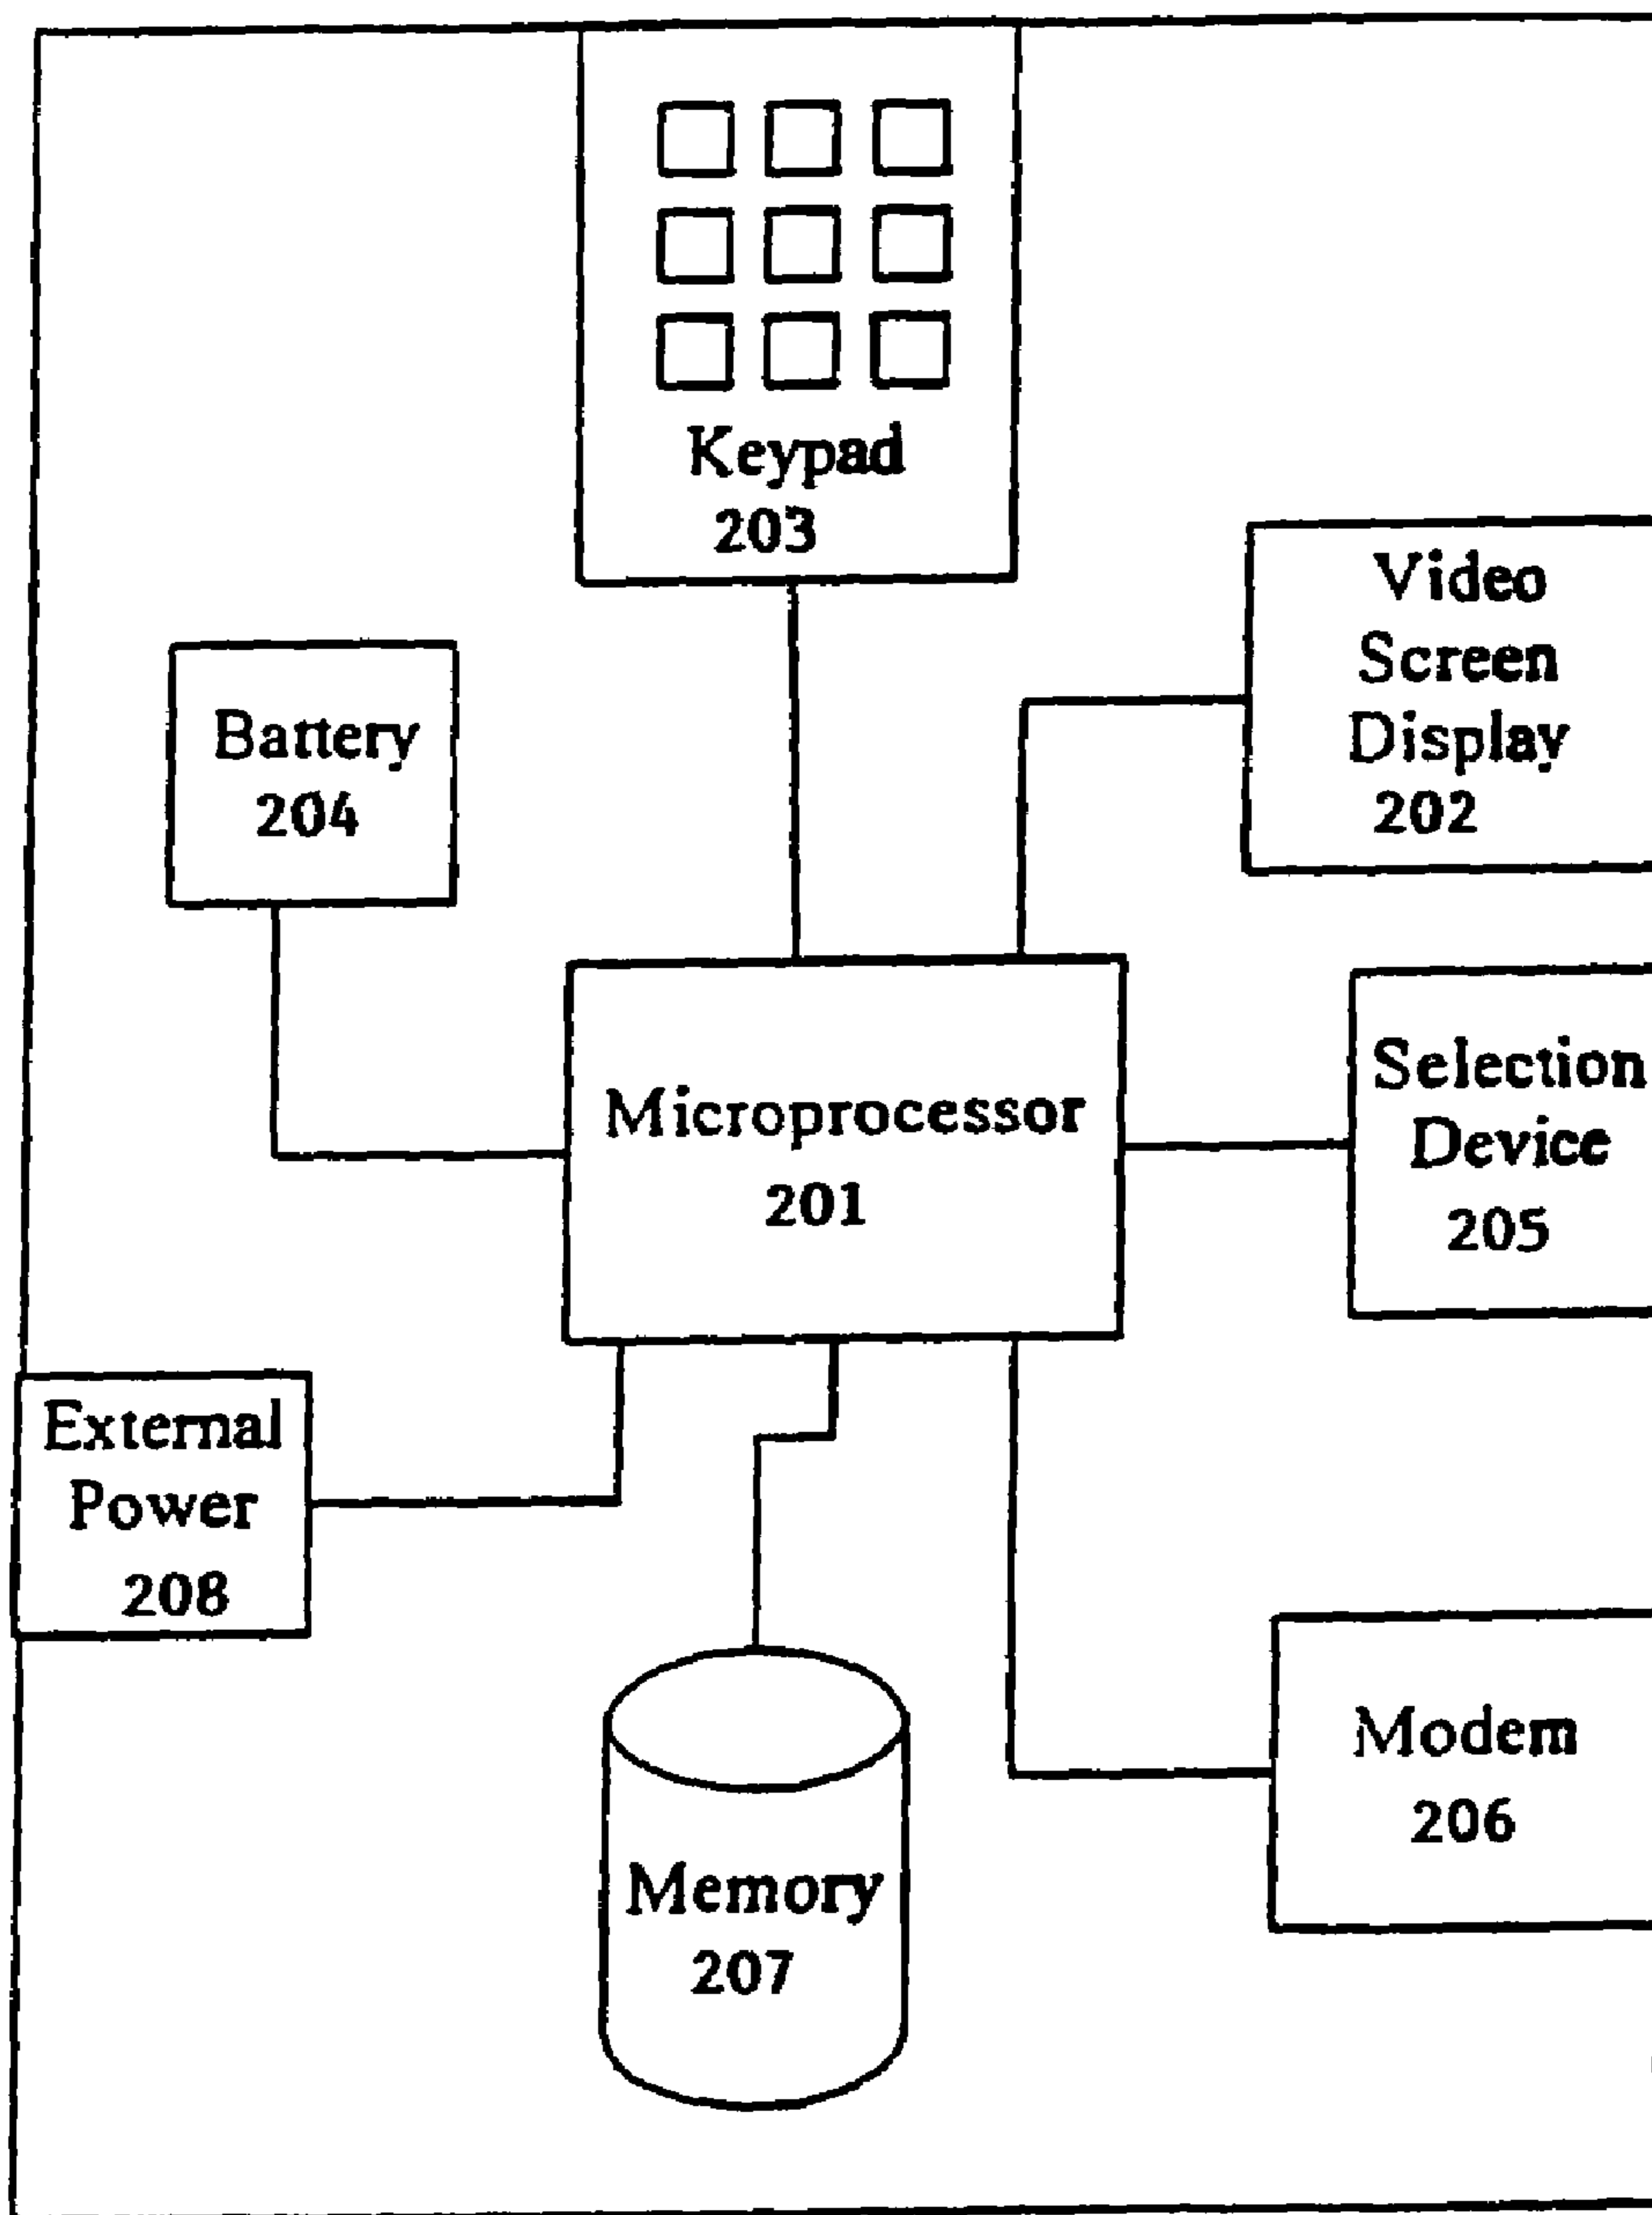 Keypad
203
Video
Screen
Display
202
Battery
204
Microprocessor
201
Selection
Device
205
External
Power
208
Modem
206
Memory
207